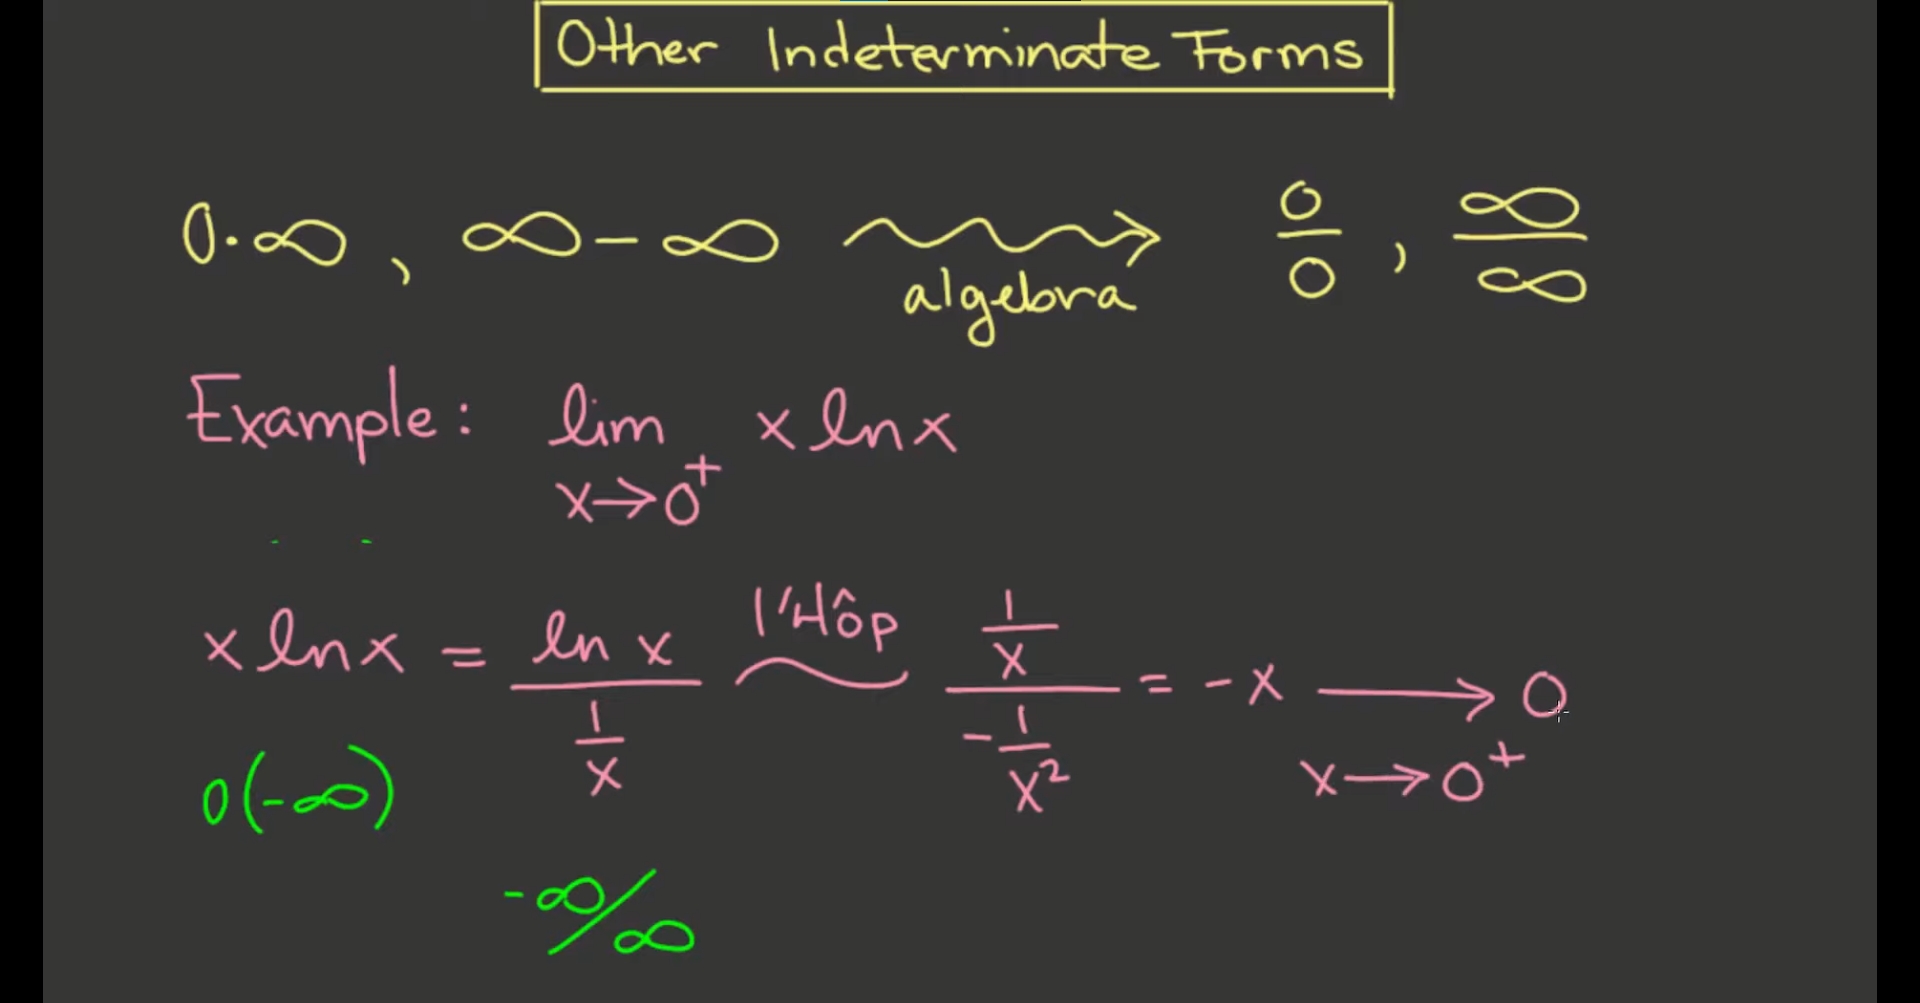 Other Indeterminate Forms
0·∞, ∞-∞ ⇝ 0/0, ∞/∞
algebra
Example: lim x ln x
x→0⁺
x ln x = ln x / (1/x) l'Hôp ~ (1/x) / (-1/x²) = -x → 0
x→0⁺
0(-∞)
-∞/∞